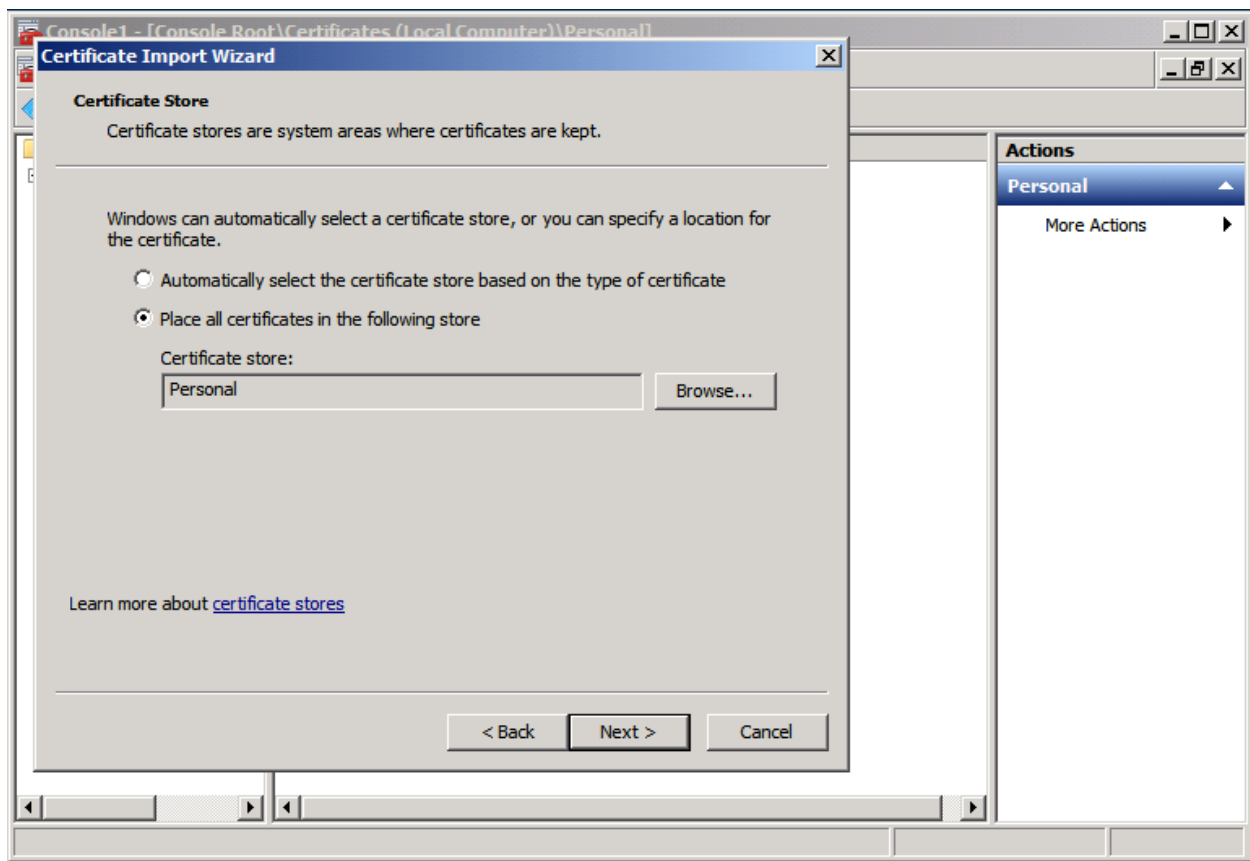 Console1 - [Console Root\Certificates (Local Computer)\Personal]
Certificate Import Wizard
Certificate Store
Certificate stores are system areas where certificates are kept.
Windows can automatically select a certificate store, or you can specify a location for
the certificate.
Automatically select the certificate store based on the type of certificate
Place all certificates in the following store
Certificate store:
Personal
Browse...
Learn more about certificate stores
< Back
Next >
Cancel
Actions
Personal
More Actions